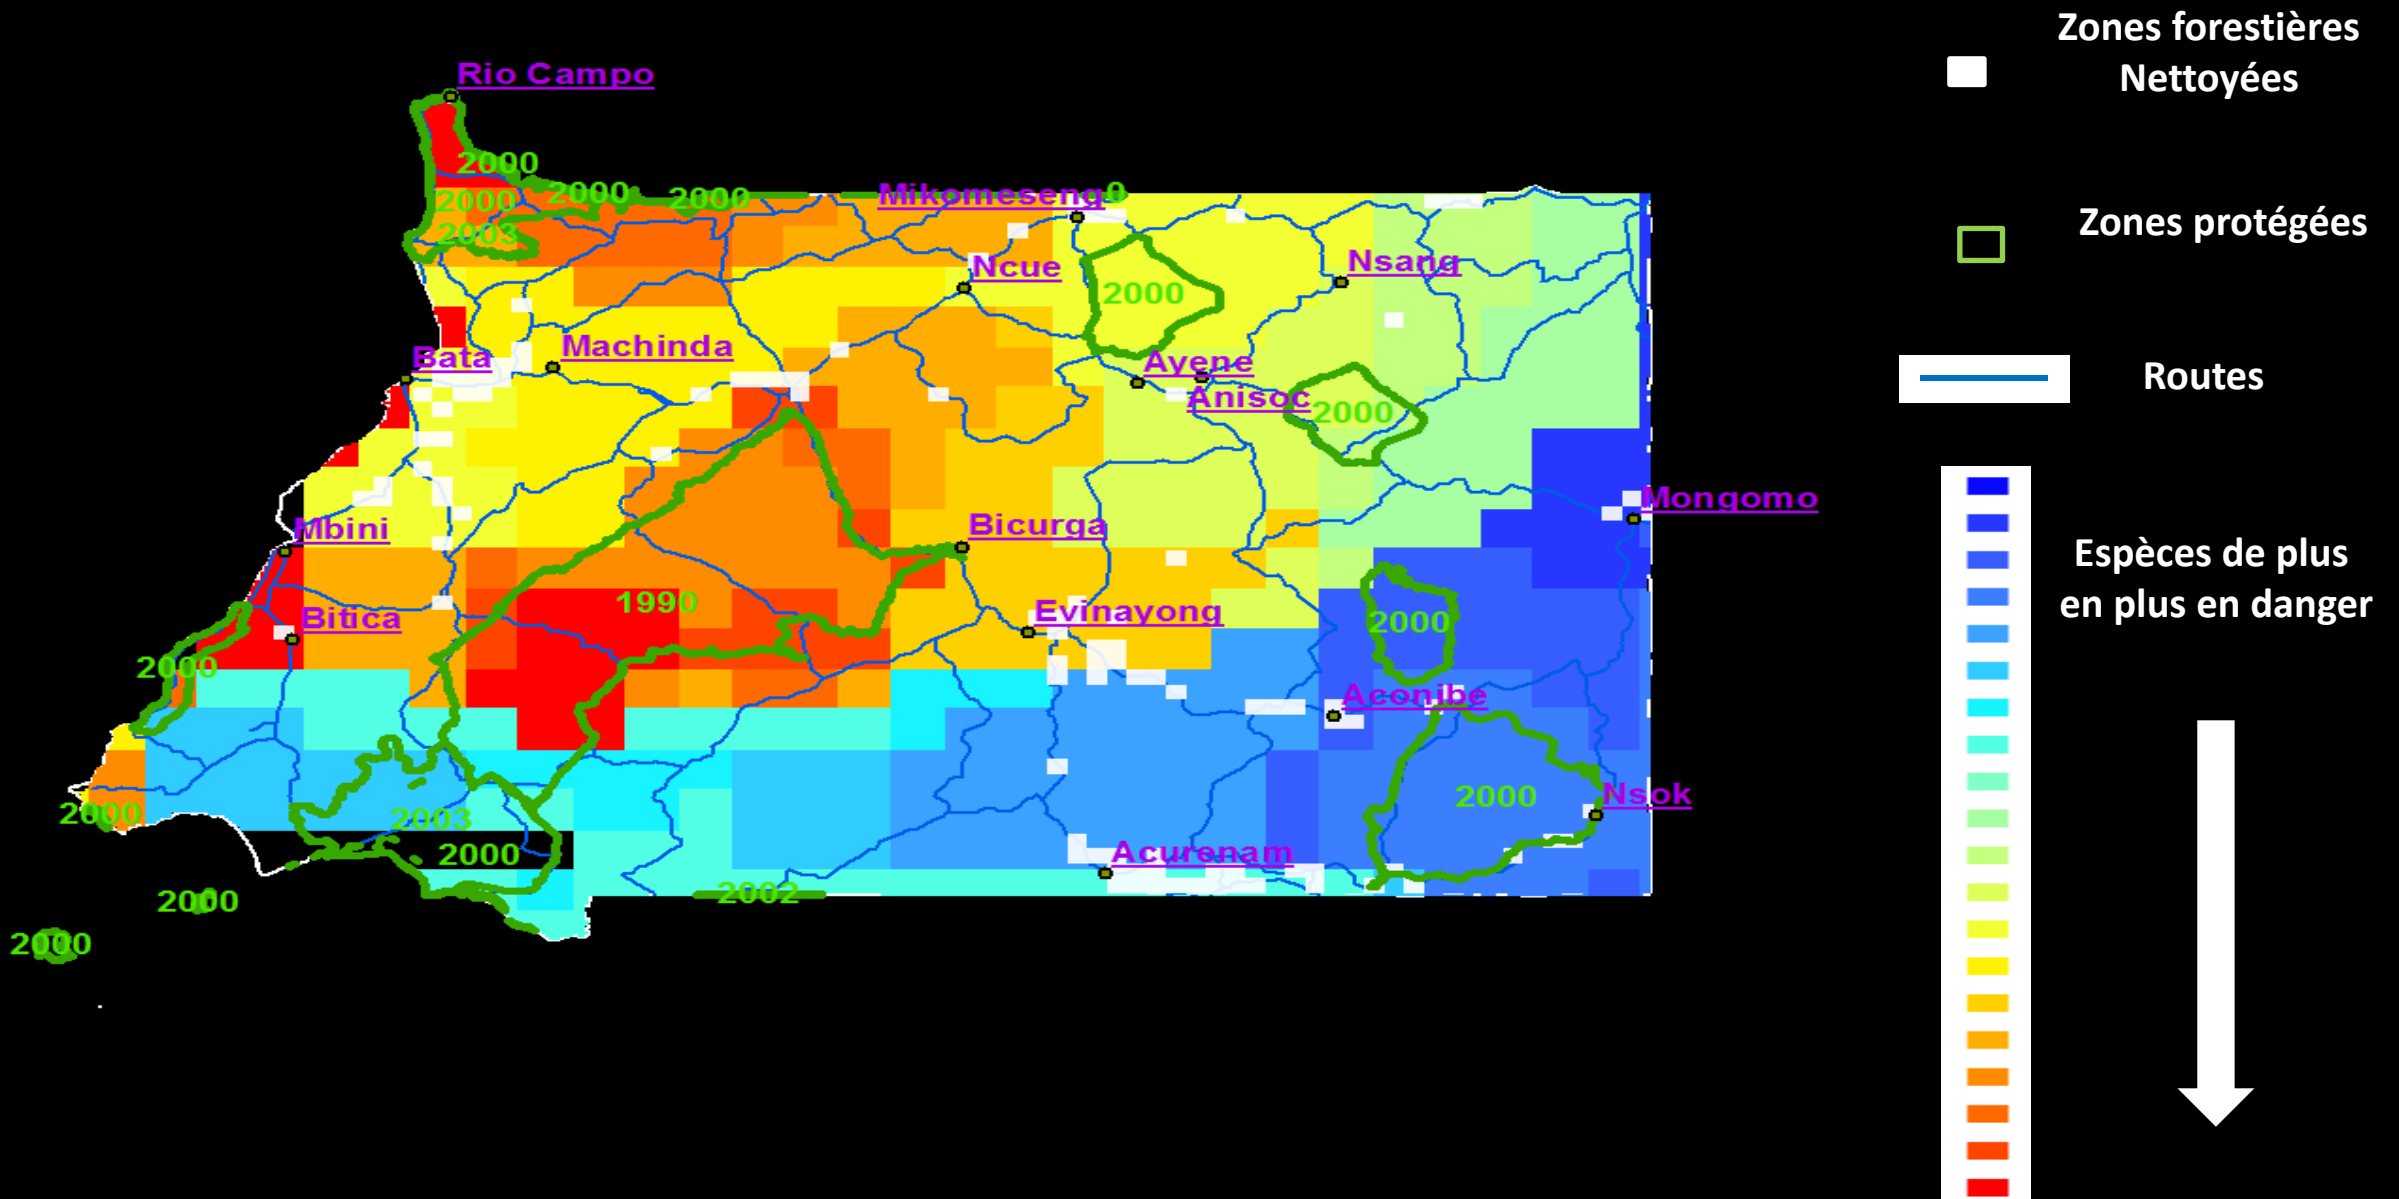 Zones forestières
Nettoyées
Rio Campo
2000
2000
2000
Mikomeseng
0
2000
2003
Zones protégées
Ncue
Nsang
2000
Bata
Machinda
Ayene
Anisoc
2000
Routes
Mbini
Bicurga
Mongomo
Espèces de plus
en plus en danger
1990
Bitica
Evinayong
2000
2000
Aconibe
2000
2003
2000
Nsok
2000
Acurenam
2000
2002
2000